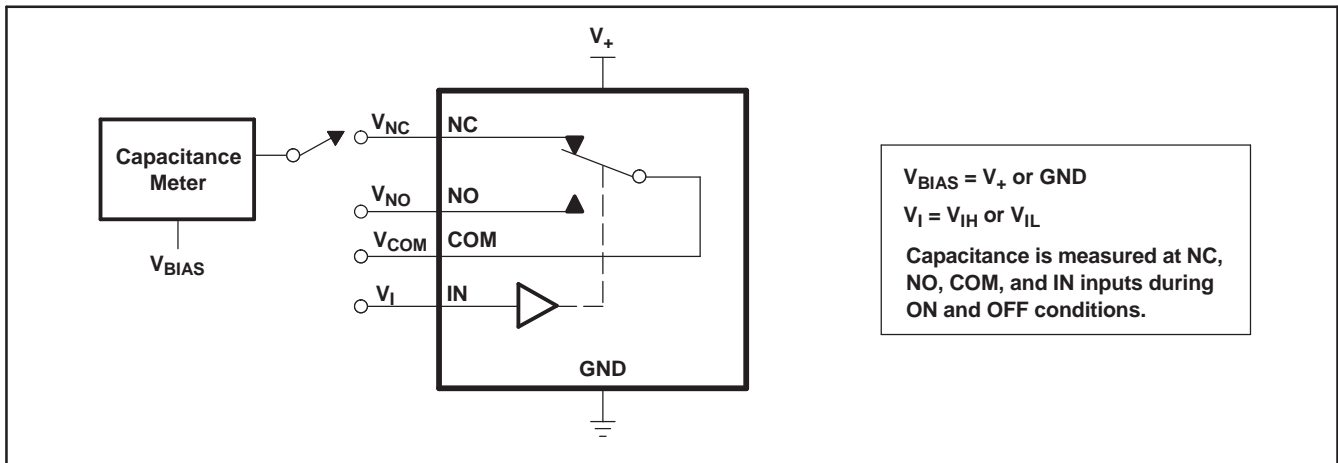 V+
Capacitance
Meter
VBIAS
VNC NC
VNO NO
VCOM COM
VI IN
GND
VBIAS = V+ or GND
VI = VIH or VIL
Capacitance is measured at NC,
NO, COM, and IN inputs during
ON and OFF conditions.